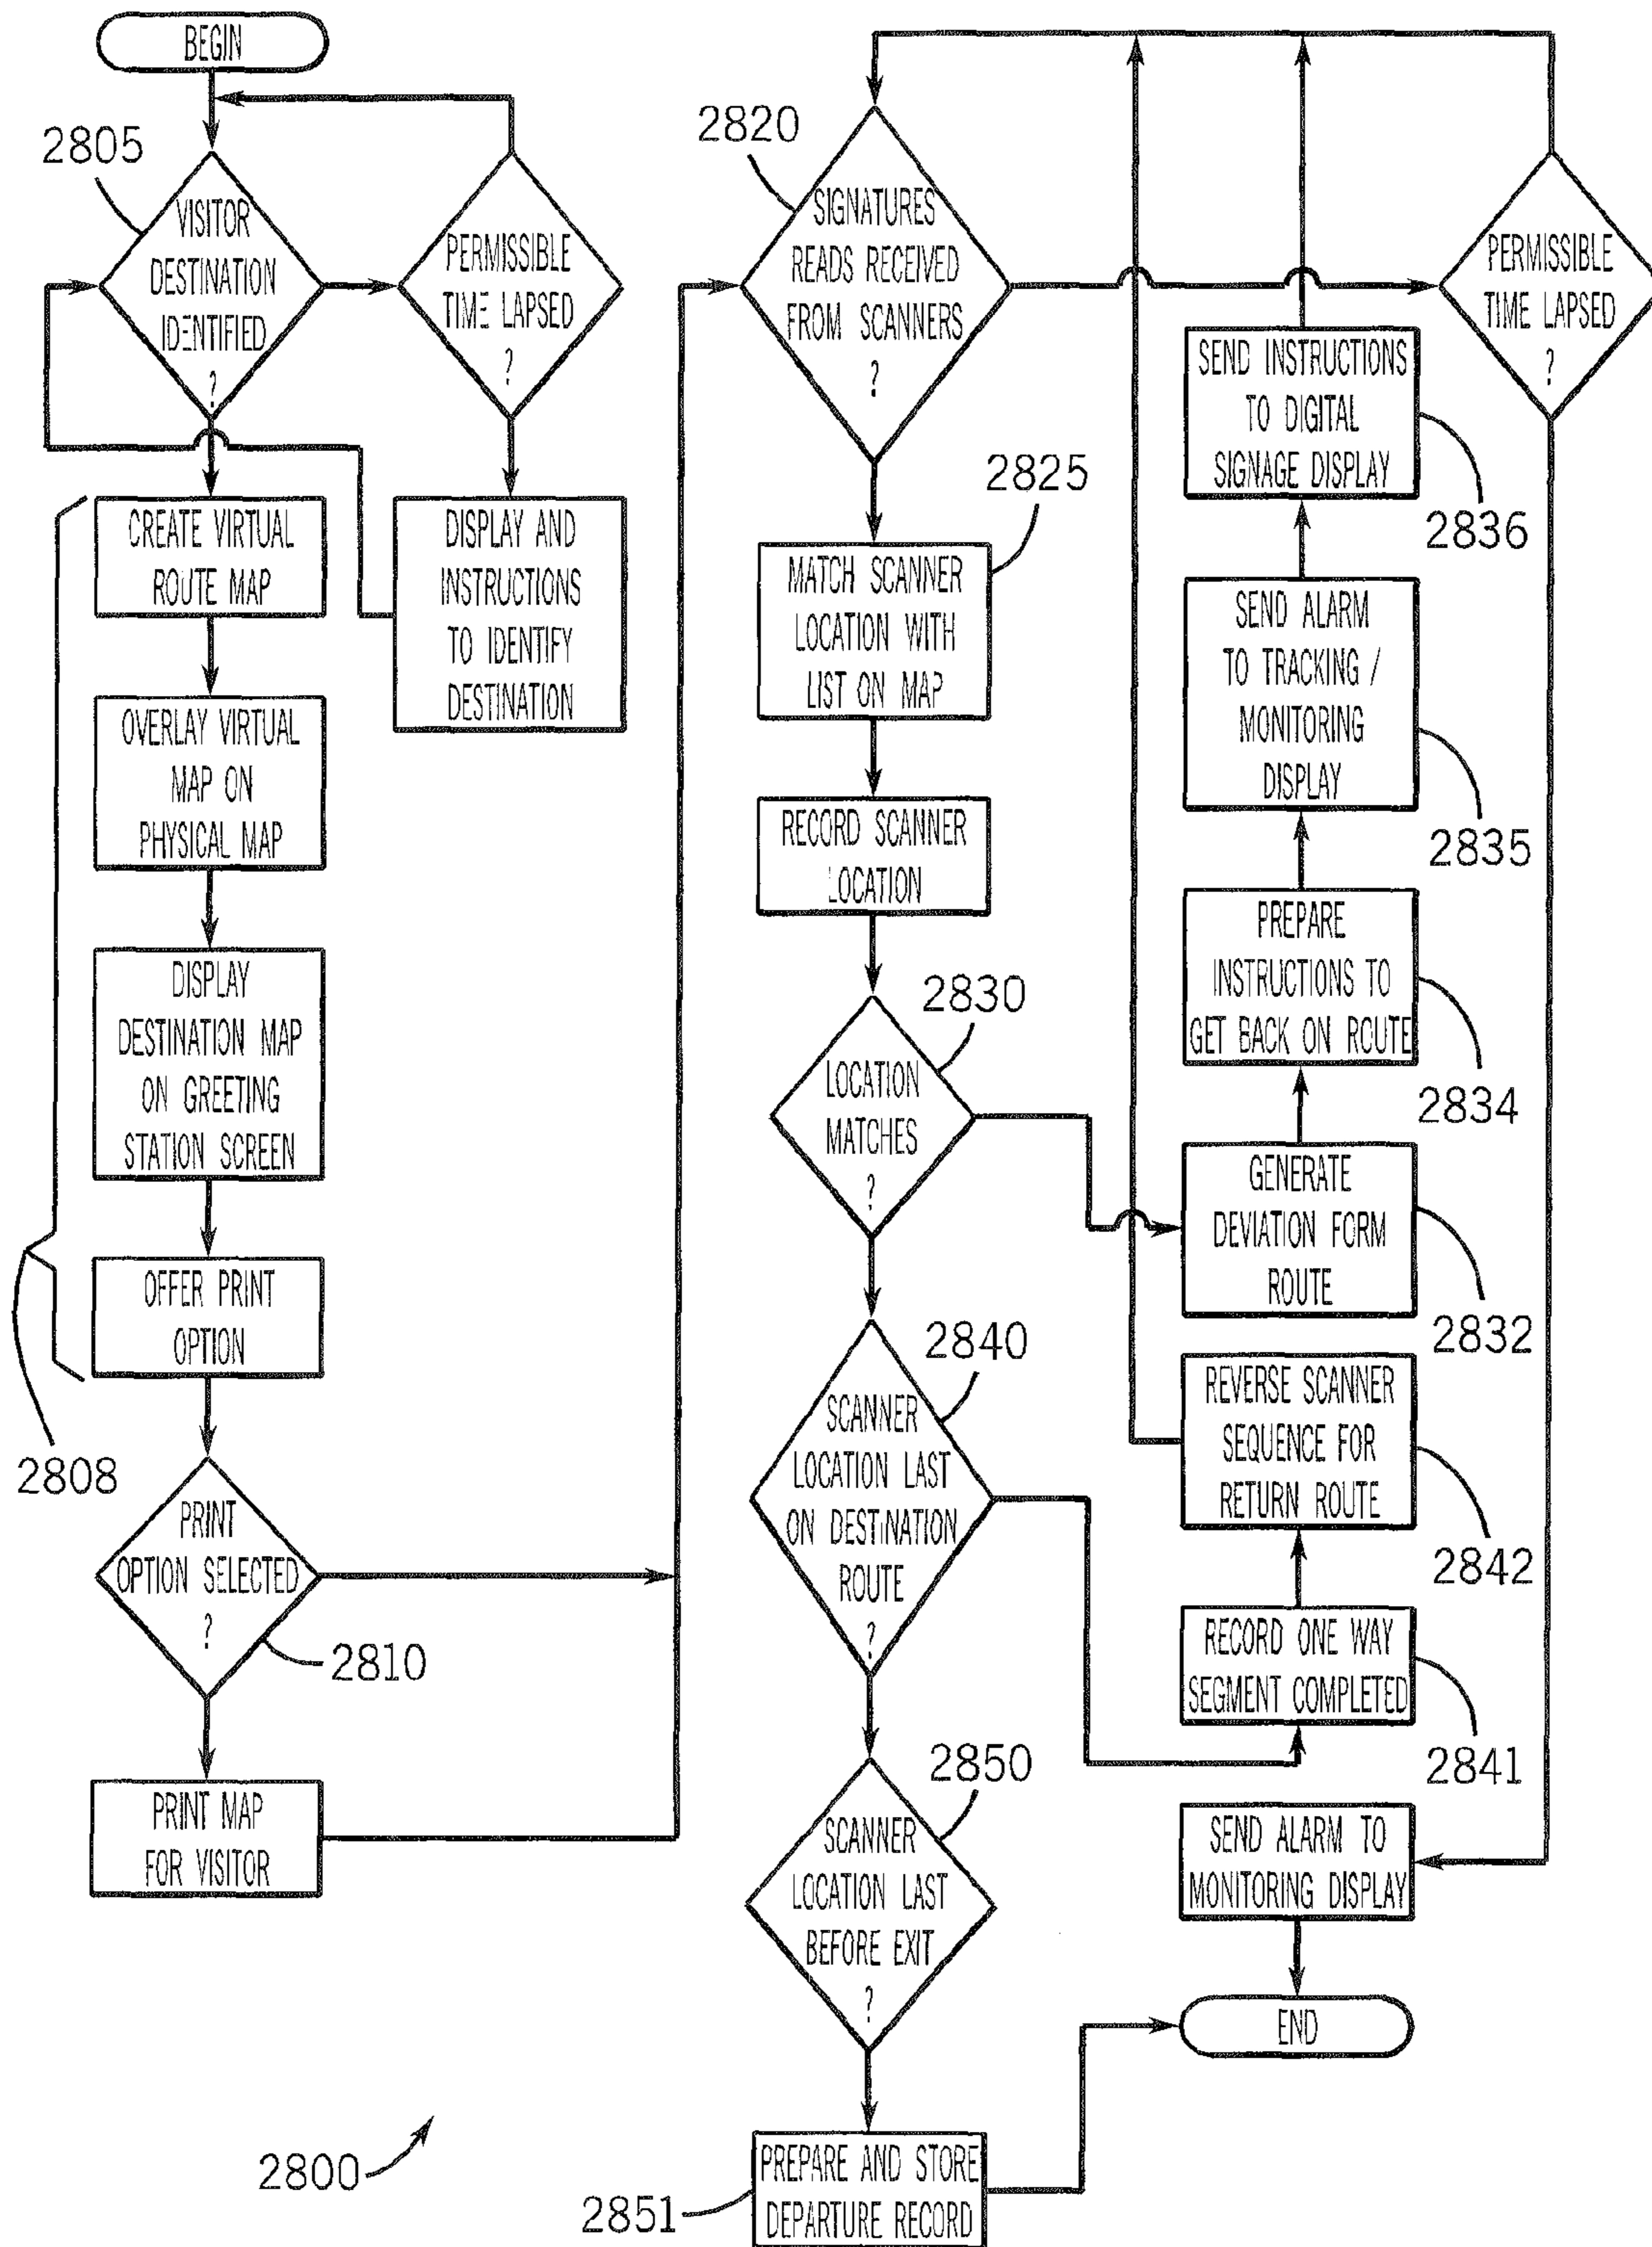 BEGIN
2805
VISITOR
DESTINATION
IDENTIFIED
?
PERMISSIBLE
TIME LAPSED
?
CREATE VIRTUAL
ROUTE MAP
DISPLAY AND
INSTRUCTIONS
TO IDENTIFY
DESTINATION
OVERLAY VIRTUAL
MAP ON
PHYSICAL MAP
DISPLAY
DESTINATION MAP
ON GREETING
STATION SCREEN
OFFER PRINT
OPTION
2808
PRINT
OPTION SELECTED
?
2810
PRINT MAP
FOR VISITOR
2800
2820
SIGNATURES
READS RECEIVED
FROM SCANNERS
?
2825
MATCH SCANNER
LOCATION WITH
LIST ON MAP
RECORD SCANNER
LOCATION
2830
LOCATION
MATCHES
?
2840
SCANNER
LOCATION LAST
ON DESTINATION
ROUTE
?
2850
SCANNER
LOCATION LAST
BEFORE EXIT
?
PREPARE AND STORE
DEPARTURE RECORD
2851
PERMISSIBLE
TIME LAPSED
?
SEND INSTRUCTIONS
TO DIGITAL
SIGNAGE DISPLAY
2836
SEND ALARM
TO TRACKING /
MONITORING
DISPLAY
2835
PREPARE
INSTRUCTIONS TO
GET BACK ON ROUTE
2834
GENERATE
DEVIATION FORM
ROUTE
2832
REVERSE SCANNER
SEQUENCE FOR
RETURN ROUTE
2842
RECORD ONE WAY
SEGMENT COMPLETED
2841
SEND ALARM TO
MONITORING DISPLAY
END